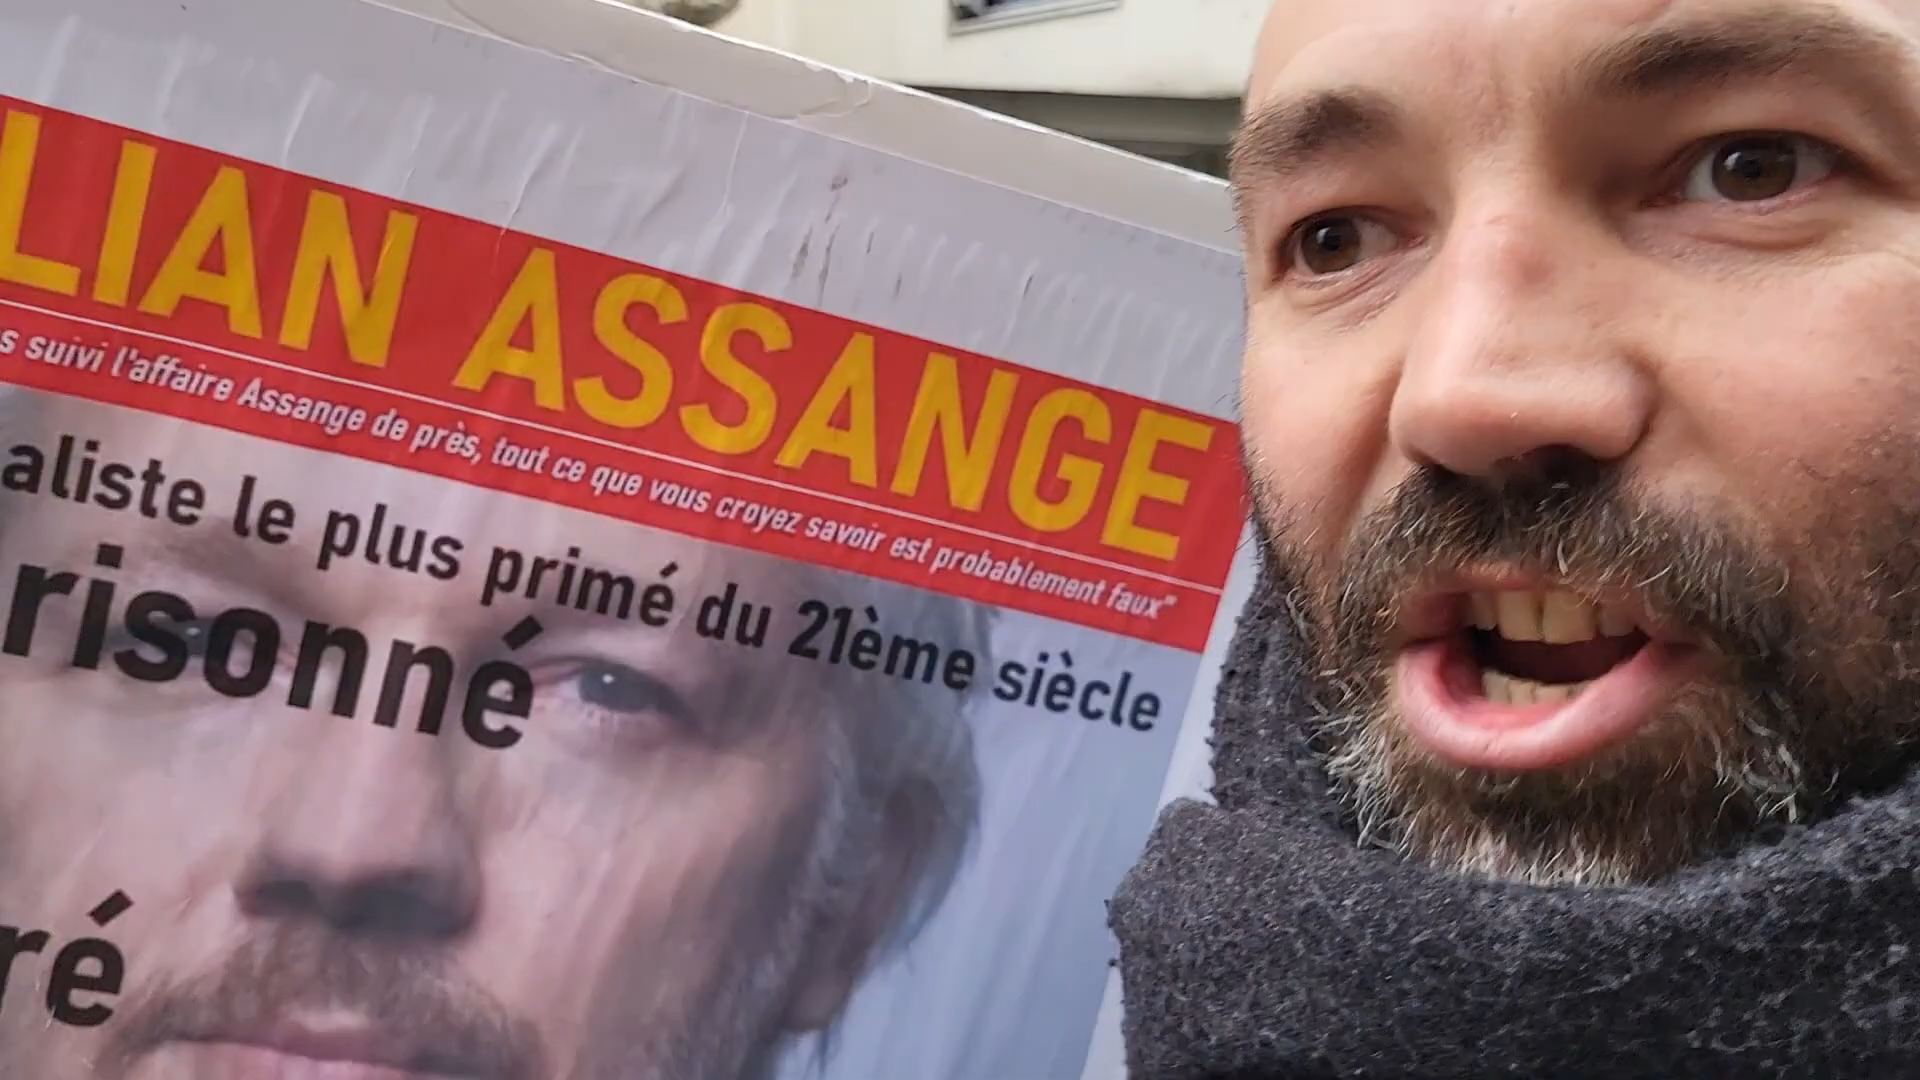 LIAN ASSANGE
s suivi l'affaire Assange de près, tout ce que vous croyez savoir est probablement faux"
aliste le plus primé du 21ème siècle
risonné
ré